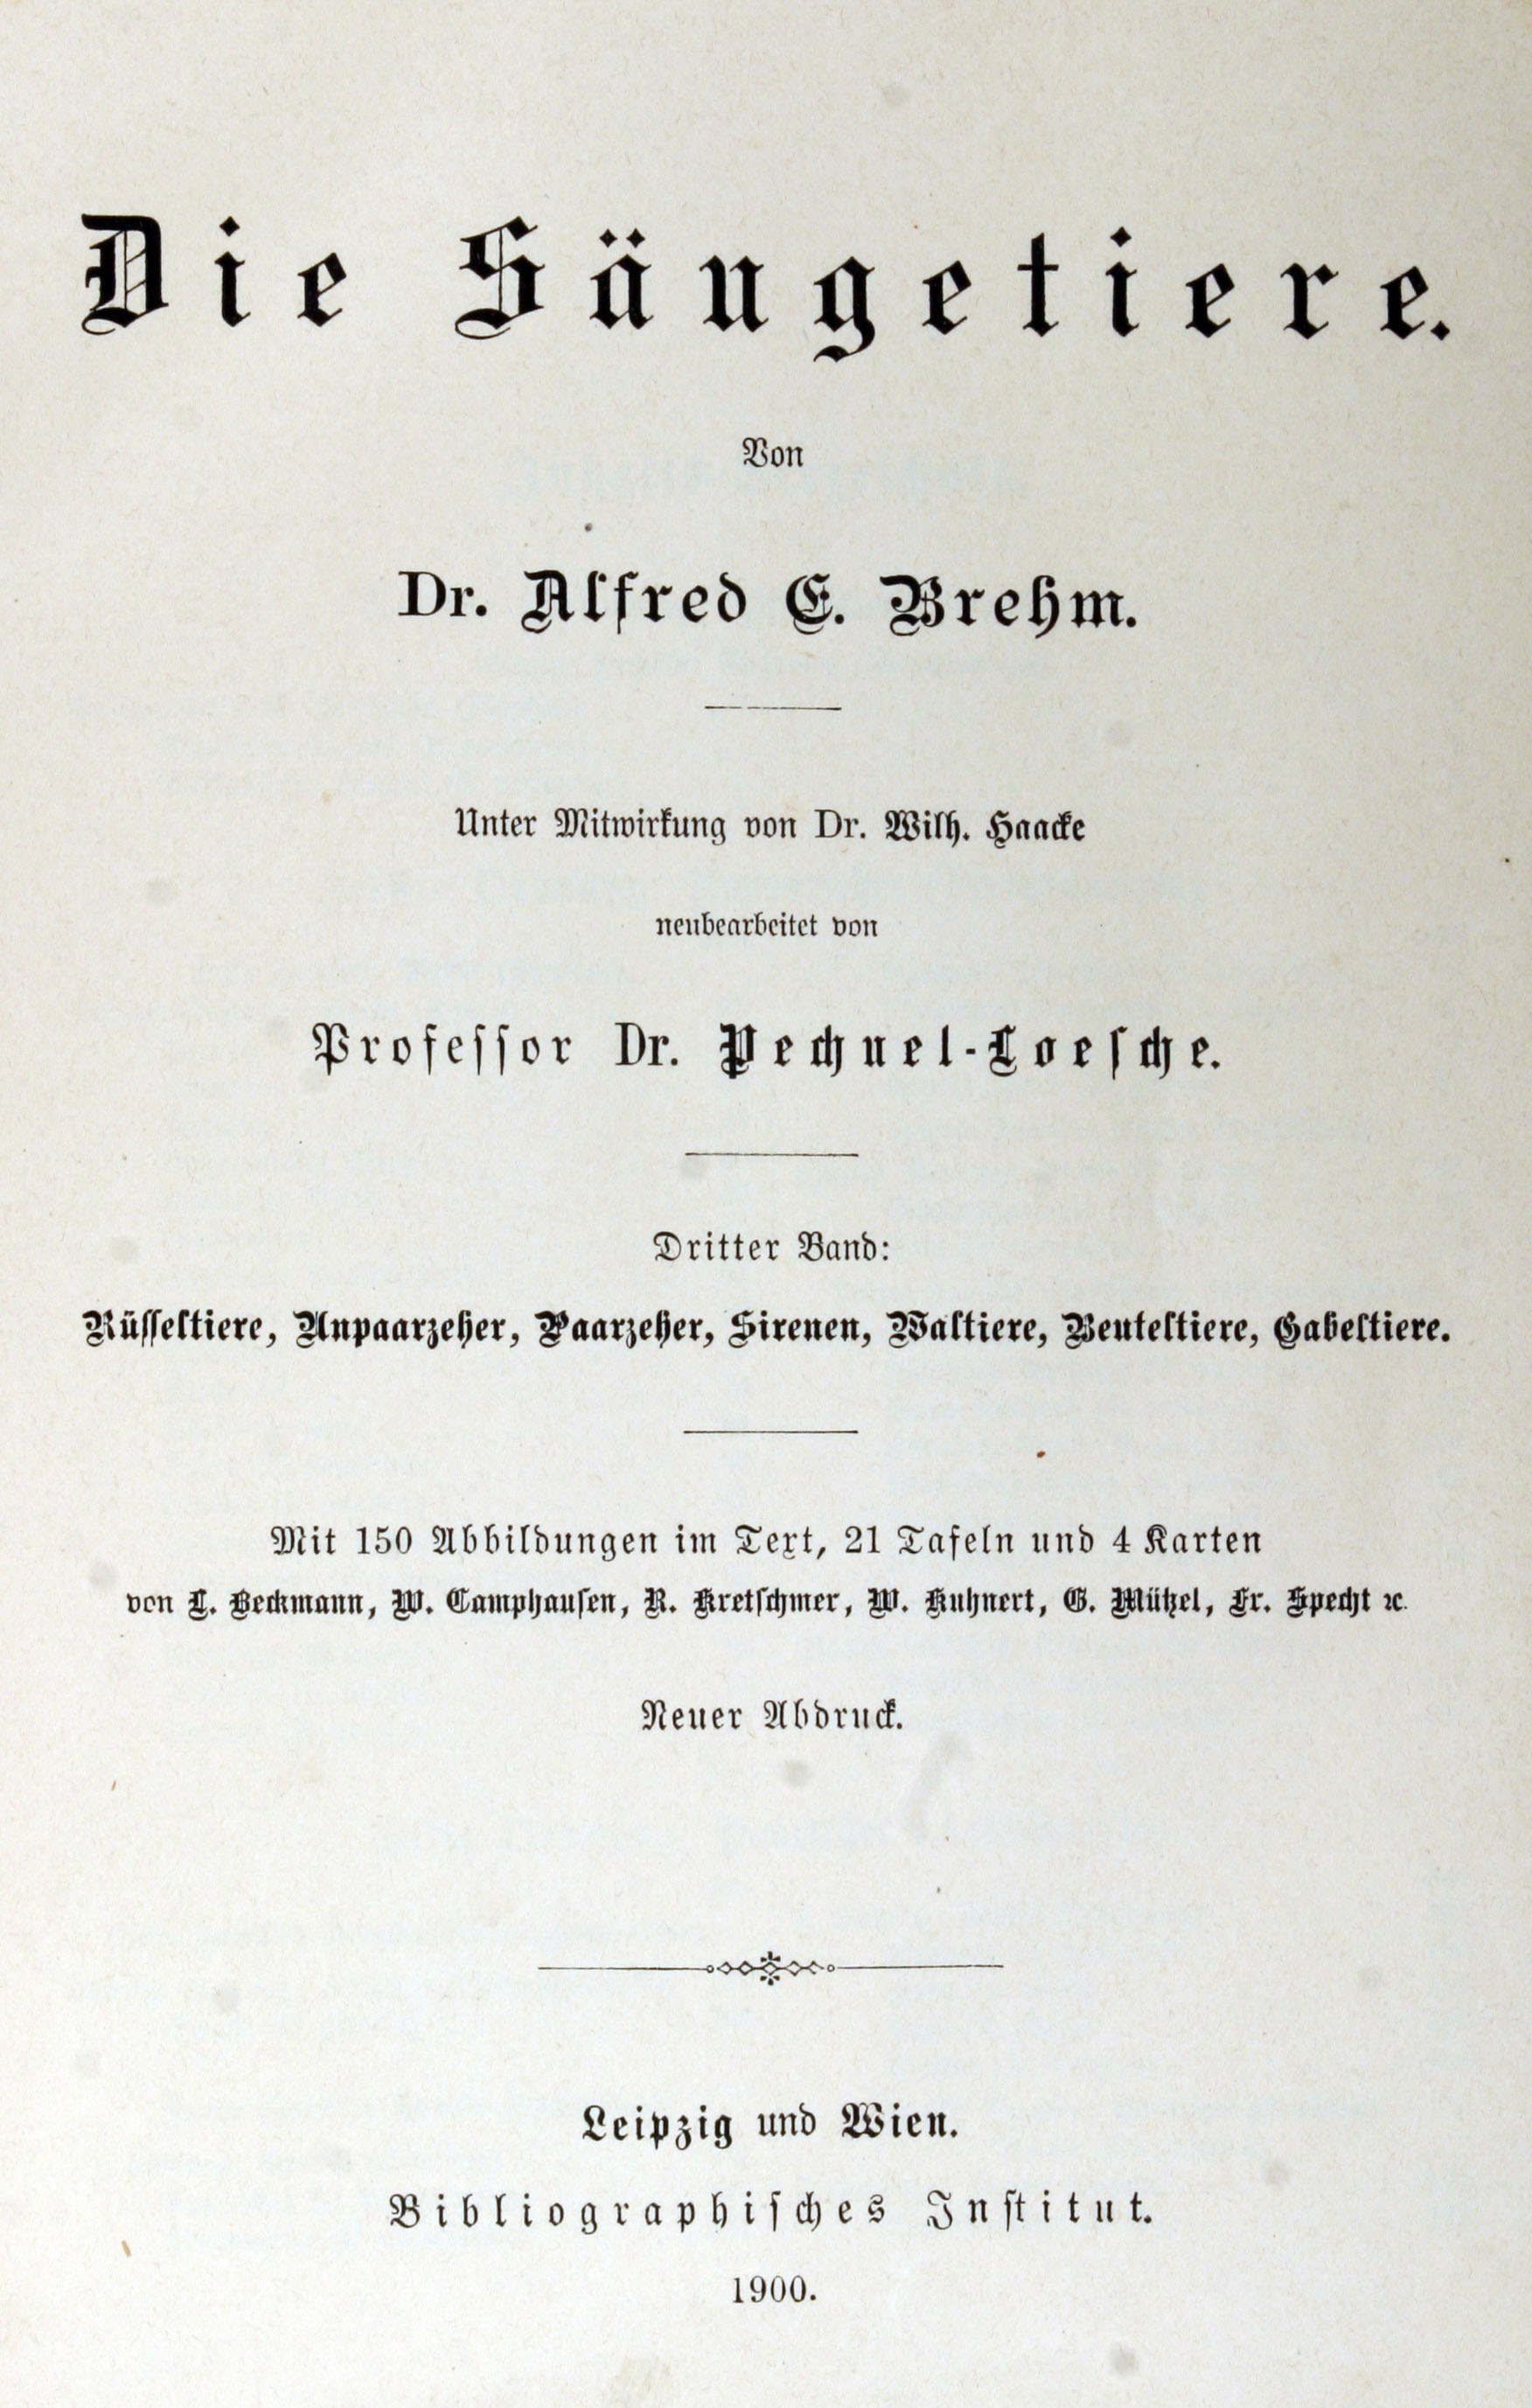 Die Säugetiere.
Von
Dr. Alfred E. Brehm.
Unter Mitwirkung von Dr. Wilh. Haacke
neubearbeitet von
Professor Dr. Pechuel-Loesche.
Dritter Band:
Rüsseltiere, Unpaarzeher, Paarzeher, Sirenen, Waltiere, Beuteltiere, Gabeltiere.
Mit 150 Abbildungen im Text, 21 Tafeln und 4 Karten
von L. Beckmann, W. Camphausen, R. Kretschmer, W. Kuhnert, G. Mützel, Fr. Specht ꝛc.
Neuer Abdruck.
Leipzig und Wien.
Bibliographisches Institut.
1900.